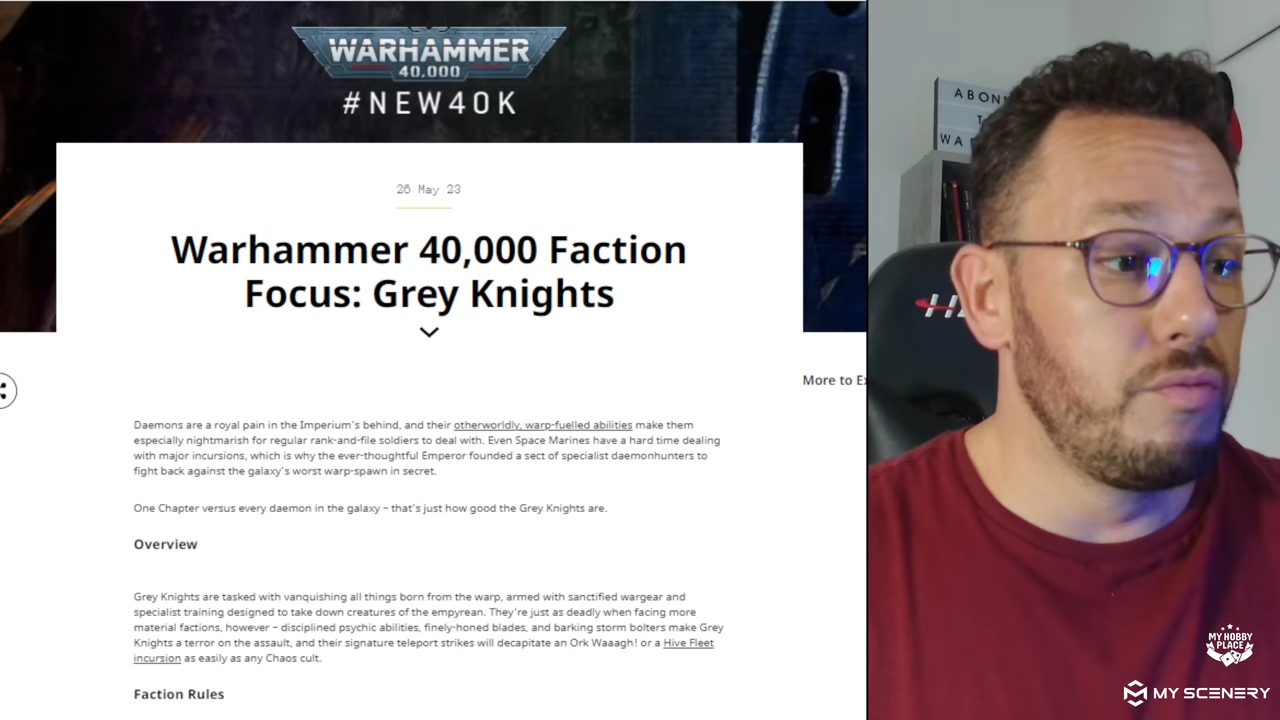 WARHAMMER
40,000
#NEW40K
26 May 23
Warhammer 40,000 Faction
Focus: Grey Knights
More to Ex
Daemons are a royal pain in the Imperium's behind, and their otherworldly, warp-fuelled abilities make them
especially nightmarish for regular rank-and-file soldiers to deal with. Even Space Marines have a hard time dealing
with major incursions, which is why the ever-thoughtful Emperor founded a sect of specialist daemonhunters to
fight back against the galaxy's worst warp-spawn in secret.
One Chapter versus every daemon in the galaxy – that's just how good the Grey Knights are.
Overview
Grey Knights are tasked with vanquishing all things born from the warp, armed with sanctified wargear and
specialist training designed to take down creatures of the empyrean. They're just as deadly when facing more
material factions, however – disciplined psychic abilities, finely-honed blades, and barking storm bolters make Grey
Knights a terror on the assault, and their signature teleport strikes will decapitate an Ork Waaagh! or a Hive Fleet
incursion as easily as any Chaos cult.
Faction Rules
ABON
T
WA
MY HOBBY
PLACE
MY SCENERY